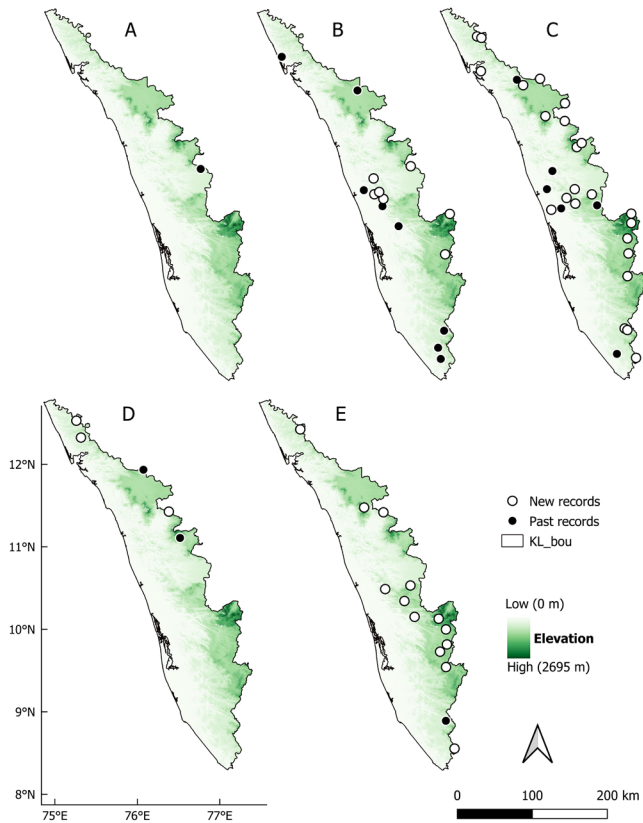 A
B
C
D
E
12°N
11°N
10°N
9°N
8°N
75°E 76°E 77°E
New records
Past records
KL_bou
Low (0 m)
Elevation
High (2695 m)
0 100 200 km